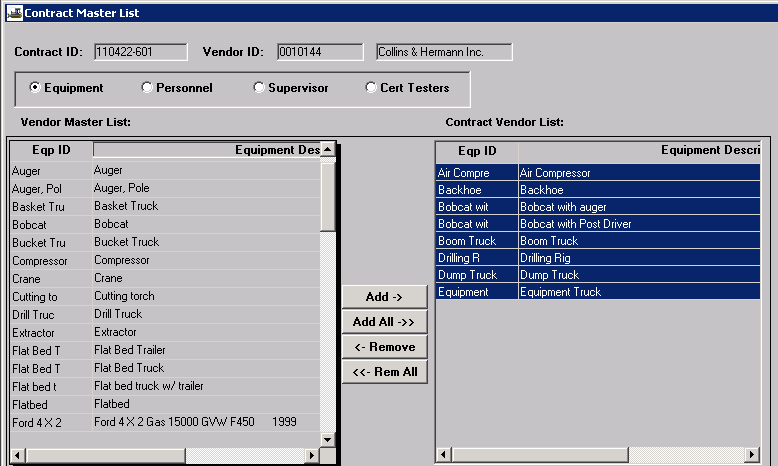 Contract Master List
Contract ID: 110422-601 Vendor ID: 0010144 Collins & Hermann Inc.
Equipment Personnel Supervisor Cert Testers
Vendor Master List: Contract Vendor List:
Eqp ID Equipment Des
Auger Auger
Auger, Pol Auger, Pole
Basket Tru Basket Truck
Bobcat Bobcat
Bucket Tru Bucket Truck
Compressor Compressor
Crane Crane
Cutting to Cutting torch
Drill Truc Drill Truck
Extractor Extractor
Flat Bed T Flat Bed Trailer
Flat Bed T Flat Bed Truck
Flat bed t Flat bed truck w/ trailer
Flatbed Flatbed
Ford 4 X 2 Ford 4 X 2 Gas 15000 GVW F450 1999
Add ->
Add All ->>
<- Remove
<<- Rem All
Eqp ID Equipment Descri
Air Compre Air Compressor
Backhoe Backhoe
Bobcat wit Bobcat with auger
Bobcat wit Bobcat with Post Driver
Boom Truck Boom Truck
Drilling R Drilling Rig
Dump Truck Dump Truck
Equipment Equipment Truck